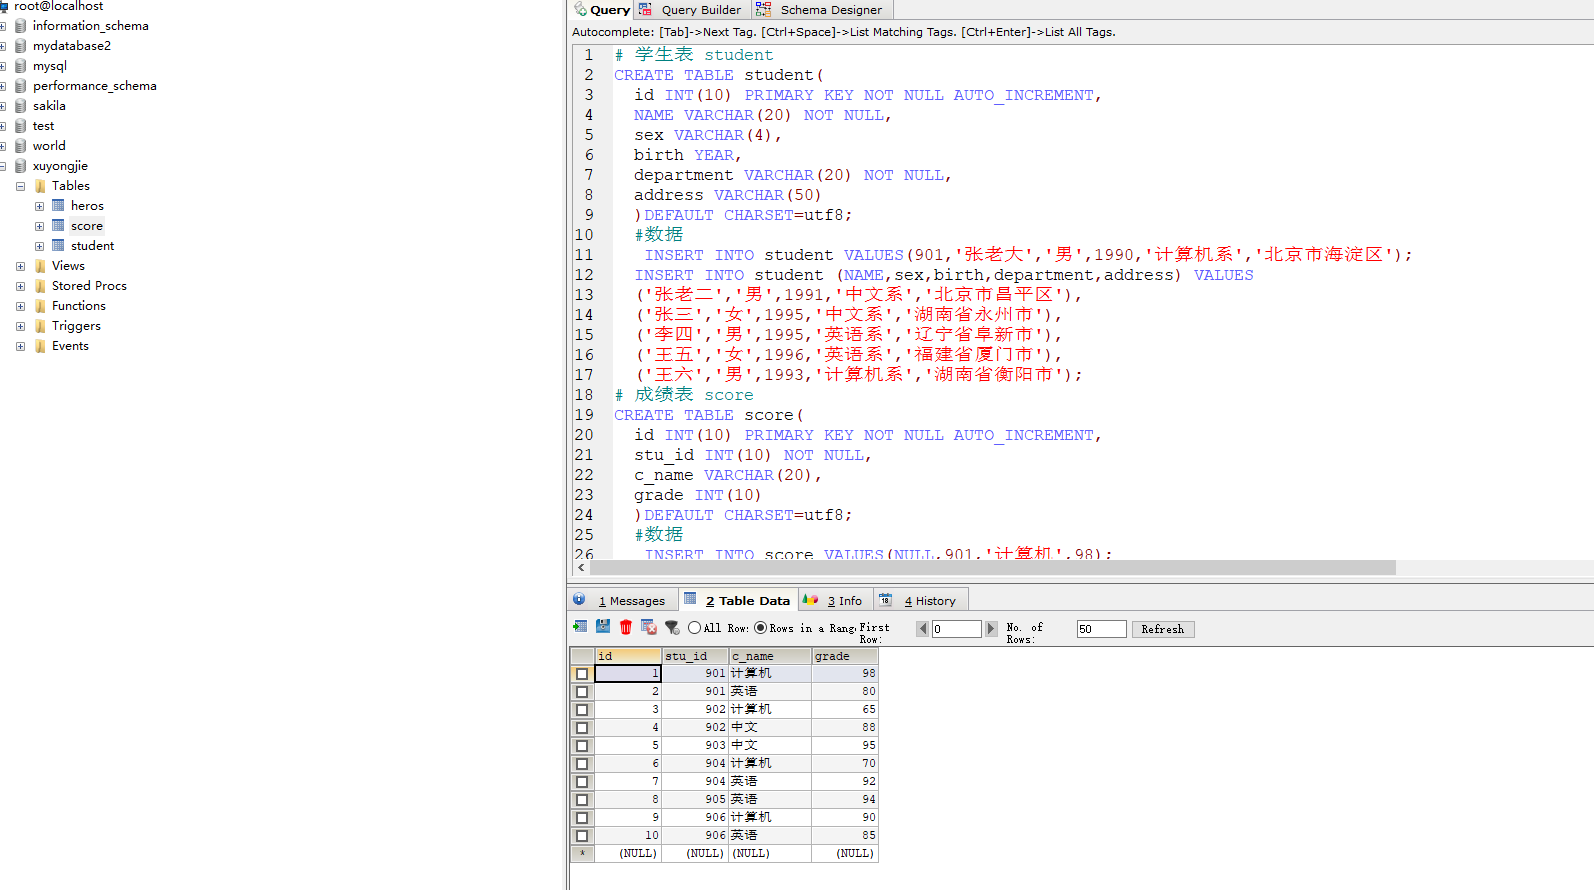 root@localhost
information_schema
mydatabase2
mysql
performance_schema
sakila
test
world
xuyongjie
Tables
heros
score
student
Views
Stored Procs
Functions
Triggers
Events
Query Query Builder Schema Designer
Autocomplete: [Tab]->Next Tag. [Ctrl+Space]->List Matching Tags. [Ctrl+Enter]->List All Tags.
1 # 学生表 student
2 CREATE TABLE student(
3 id INT(10) PRIMARY KEY NOT NULL AUTO_INCREMENT,
4 NAME VARCHAR(20) NOT NULL,
5 sex VARCHAR(4),
6 birth YEAR,
7 department VARCHAR(20) NOT NULL,
8 address VARCHAR(50)
9 )DEFAULT CHARSET=utf8;
10 #数据
11 INSERT INTO student VALUES(901,'张老大','男',1990,'计算机系','北京市海淀区');
12 INSERT INTO student (NAME,sex,birth,department,address) VALUES
13 ('张老二','男',1991,'中文系','北京市昌平区'),
14 ('张三','女',1995,'中文系','湖南省永州市'),
15 ('李四','男',1995,'英语系','辽宁省阜新市'),
16 ('王五','女',1996,'英语系','福建省厦门市'),
17 ('王六','男',1993,'计算机系','湖南省衡阳市');
18 # 成绩表 score
19 CREATE TABLE score(
20 id INT(10) PRIMARY KEY NOT NULL AUTO_INCREMENT,
21 stu_id INT(10) NOT NULL,
22 c_name VARCHAR(20),
23 grade INT(10)
24 )DEFAULT CHARSET=utf8;
25 #数据
26 INSERT INTO score VALUES(NULL,901,'计算机',98);
1 Messages 2 Table Data 3 Info 4 History
All Row: Rows in a Rang First Row: 0 No. of Rows: 50 Refresh
id stu_id c_name grade
1 901 计算机 98
2 901 英语 80
3 902 计算机 65
4 902 中文 88
5 903 中文 95
6 904 计算机 70
7 904 英语 92
8 905 英语 94
9 906 计算机 90
10 906 英语 85
* (NULL) (NULL) (NULL) (NULL)